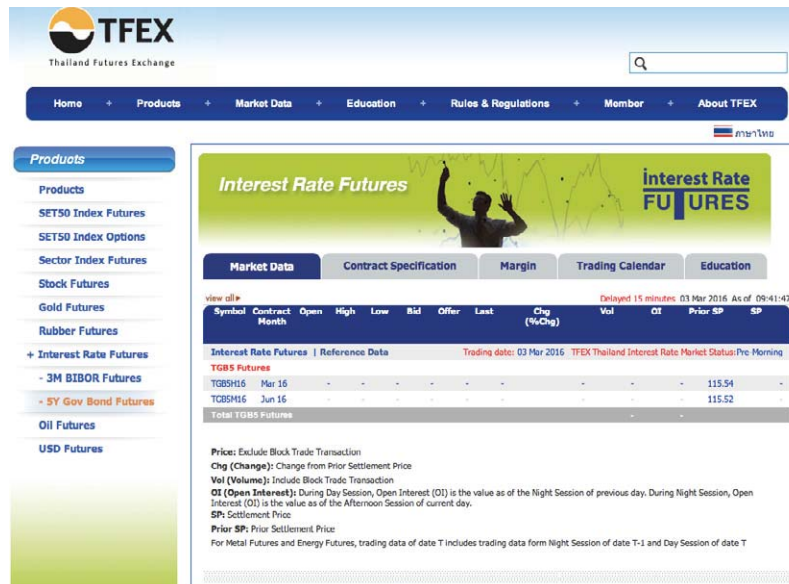 TFEX
Thailand Futures Exchange
Home + Products + Market Data + Education + Rules & Regulations + Member + About TFEX
ภาษาไทย
Products
Products
SET50 Index Futures
SET50 Index Options
Sector Index Futures
Stock Futures
Gold Futures
Rubber Futures
+ Interest Rate Futures
- 3M BIBOR Futures
- 5Y Gov Bond Futures
Oil Futures
USD Futures
Interest Rate Futures
interest Rate
FUTURES
Market Data Contract Specification Margin Trading Calendar Education
view all Delayed 15 minutes 03 Mar 2016 As of 09:41:42
Symbol Contract Month Open High Low Bid Offer Last Chg (%Chg) Vol OI Prior SP SP
Interest Rate Futures | Reference Data Trading date: 03 Mar 2016 TFEX Thailand Interest Rate Market Status:Pre-Morning
TGB5 Futures
TGB5H16 Mar 16 - - - - - - - - - 115.54 -
TGB5M16 Jun 16 - - - - - - - - - 115.52 -
Total TGB5 Futures - -
Price: Exclude Block Trade Transaction
Chg (Change): Change from Prior Settlement Price
Vol (Volume): Include Block Trade Transaction
OI (Open Interest): During Day Session, Open Interest (OI) is the value as of the Night Session of previous day. During Night Session, Open
Interest (OI) is the value as of the Afternoon Session of current day.
SP: Settlement Price
Prior SP: Prior Settlement Price
For Metal Futures and Energy Futures, trading data of date T includes trading data form Night Session of date T-1 and Day Session of date T